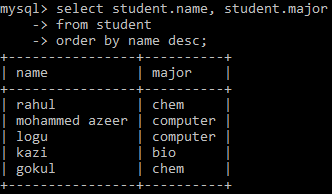 mysql> select student.name, student.major
    -> from student
    -> order by name desc;
+----------------+----------+
| name           | major    |
+----------------+----------+
| rahul          | chem     |
| mohammed azeer | computer |
| logu           | computer |
| kazi           | bio      |
| gokul          | chem     |
+----------------+----------+